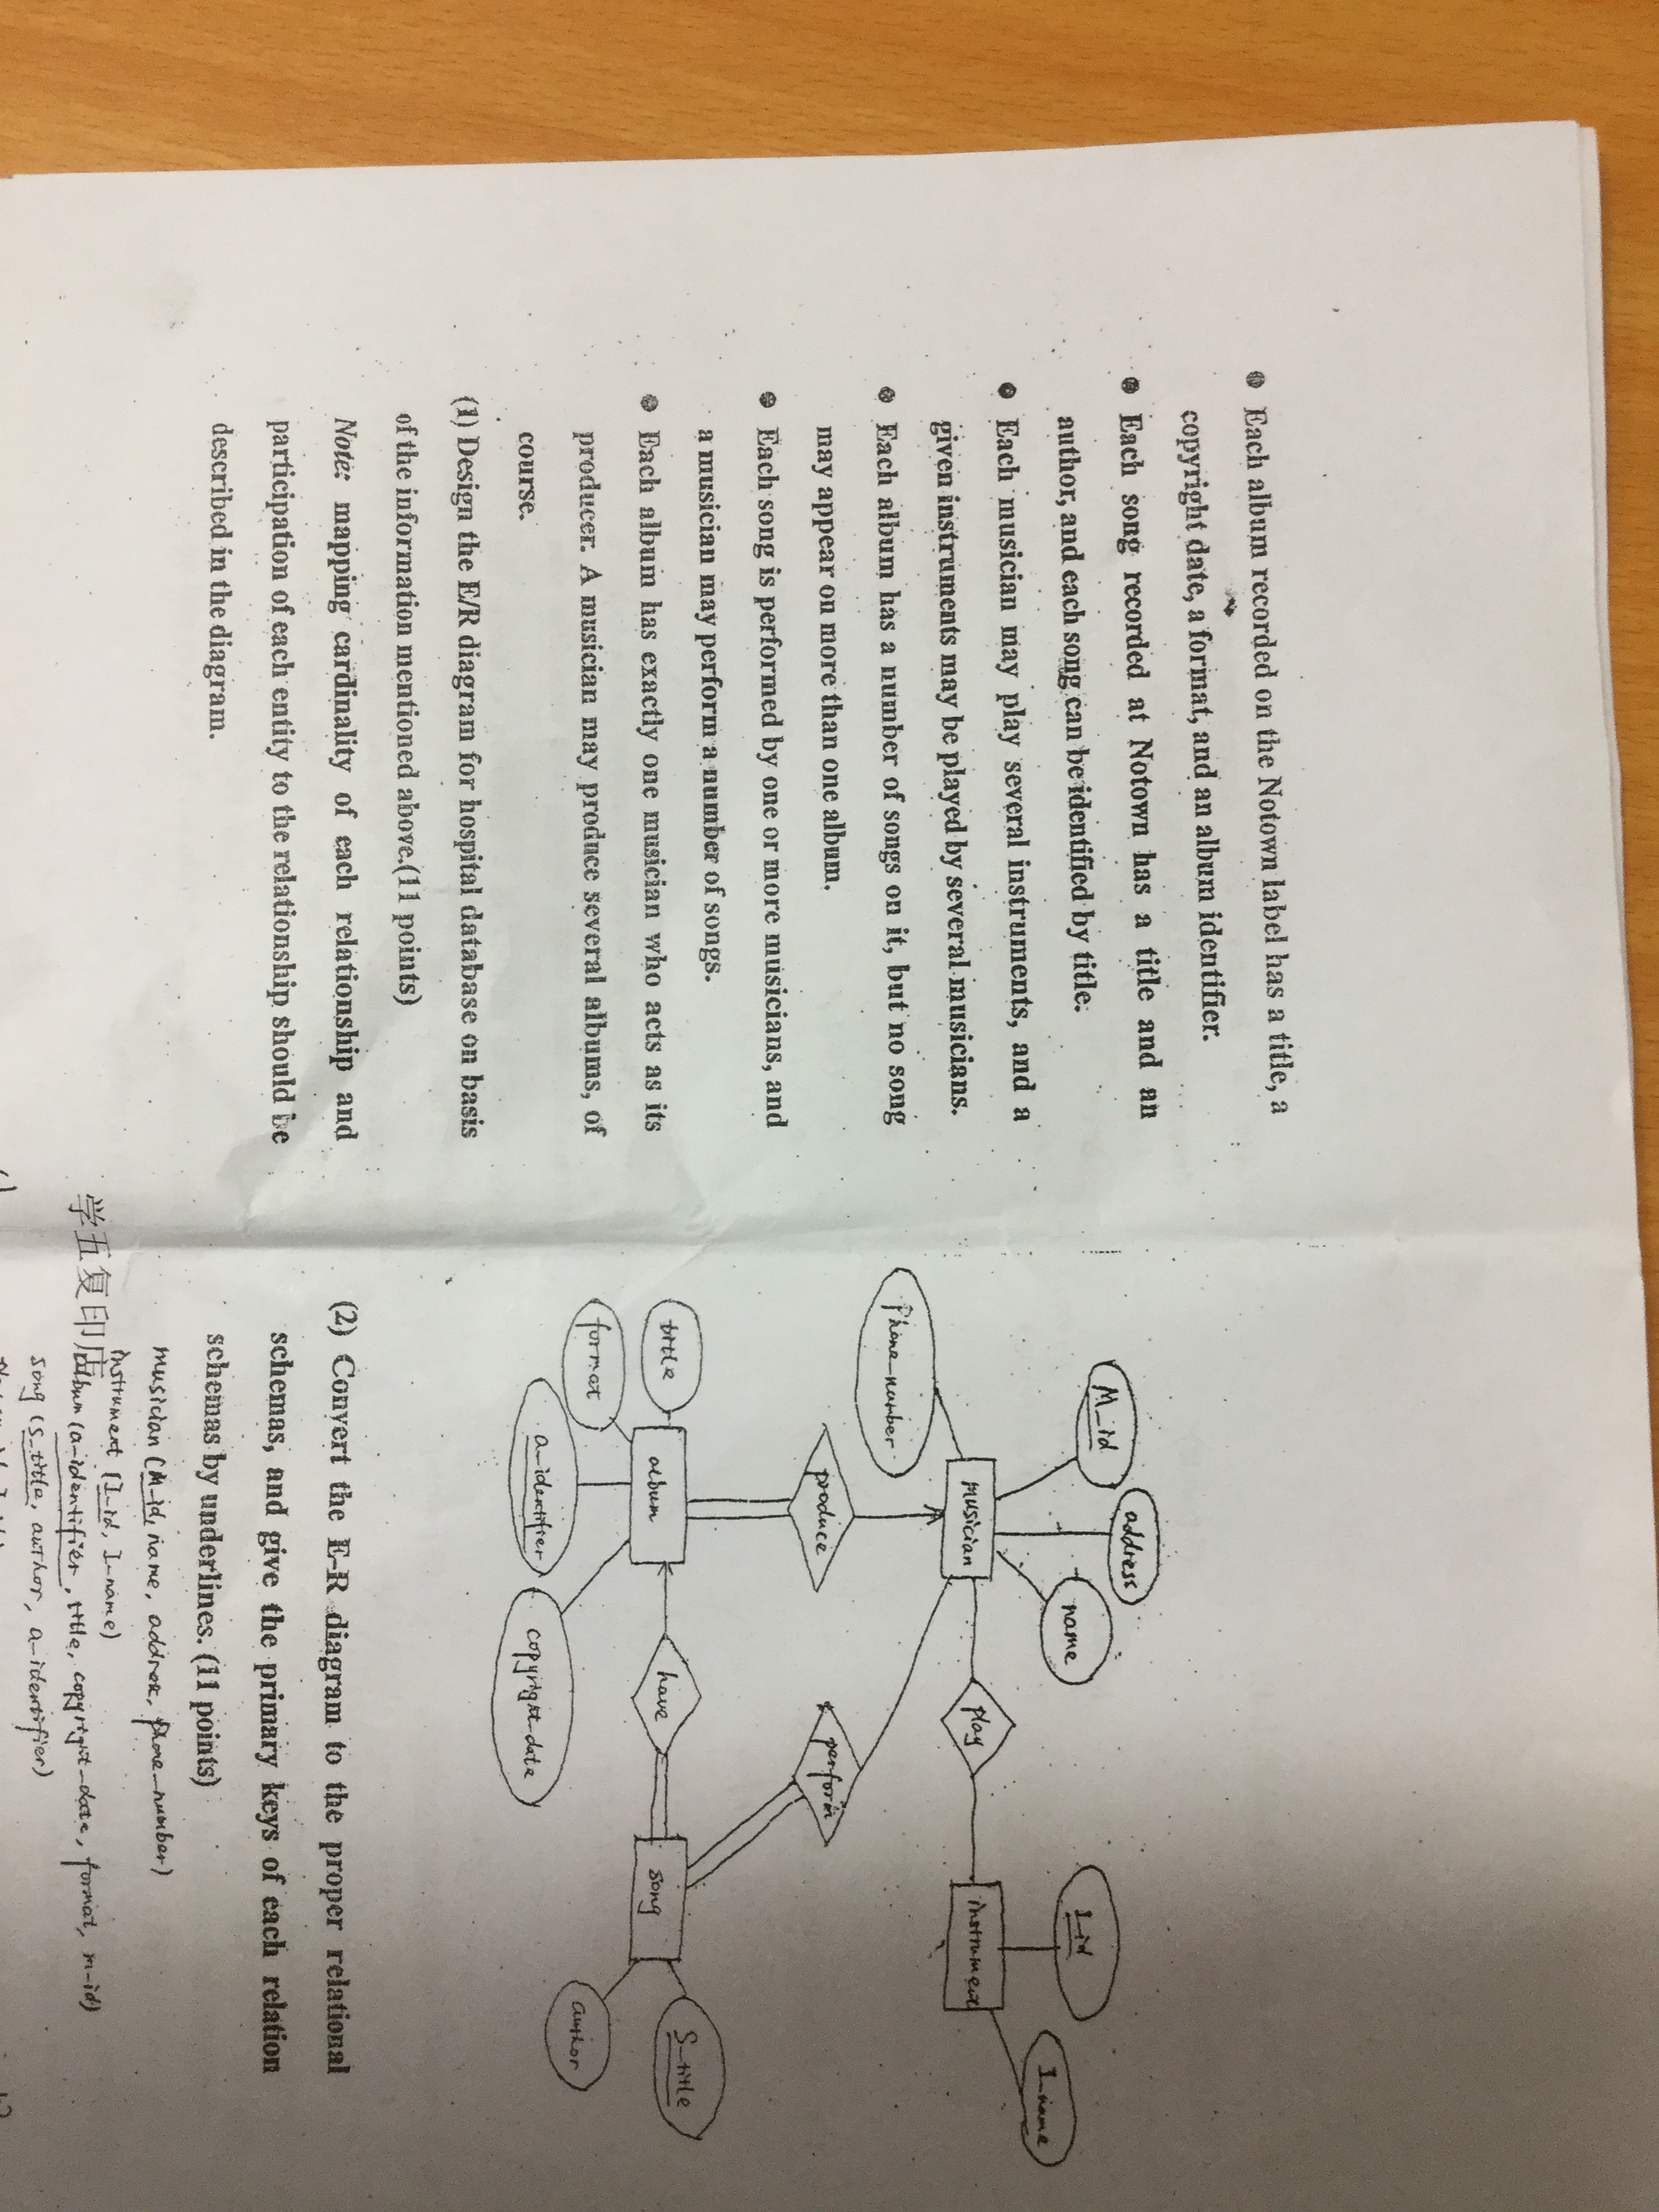 ● Each album recorded on the Notown label has a title, a
copyright date, a format, and an album identifier.
● Each song recorded at Notown has a title and an
author, and each song can be identified by title.
● Each musician may play several instruments, and a
given instruments may be played by several musicians.
● Each album has a number of songs on it, but no song
may appear on more than one album.
● Each song is performed by one or more musicians, and
a musician may perform a number of songs.
● Each album has exactly one musician who acts as its
producer. A musician may produce several albums, of
course.
(1) Design the E/R diagram for hospital database on basis
of the information mentioned above.(11 points)
Note: mapping cardinality of each relationship and
participation of each entity to the relationship should be
described in the diagram.
address
M_id
name
I_id
I_name
musician
play
instrument
Phone_number
produce
perform
title
album
have
song
S_title
format
a_identifier
copyright_date
author
(2) Convert the E-R diagram to the proper relational
schemas, and give the primary keys of each relation
schemas by underlines. (11 points)
musician (M_id, name, address, phone_number)
instrument (I_id, I_name)
学五复印店
album (a-identifier, title, copyright-date, format, m-id)
song (s_title, author, a-identifier)